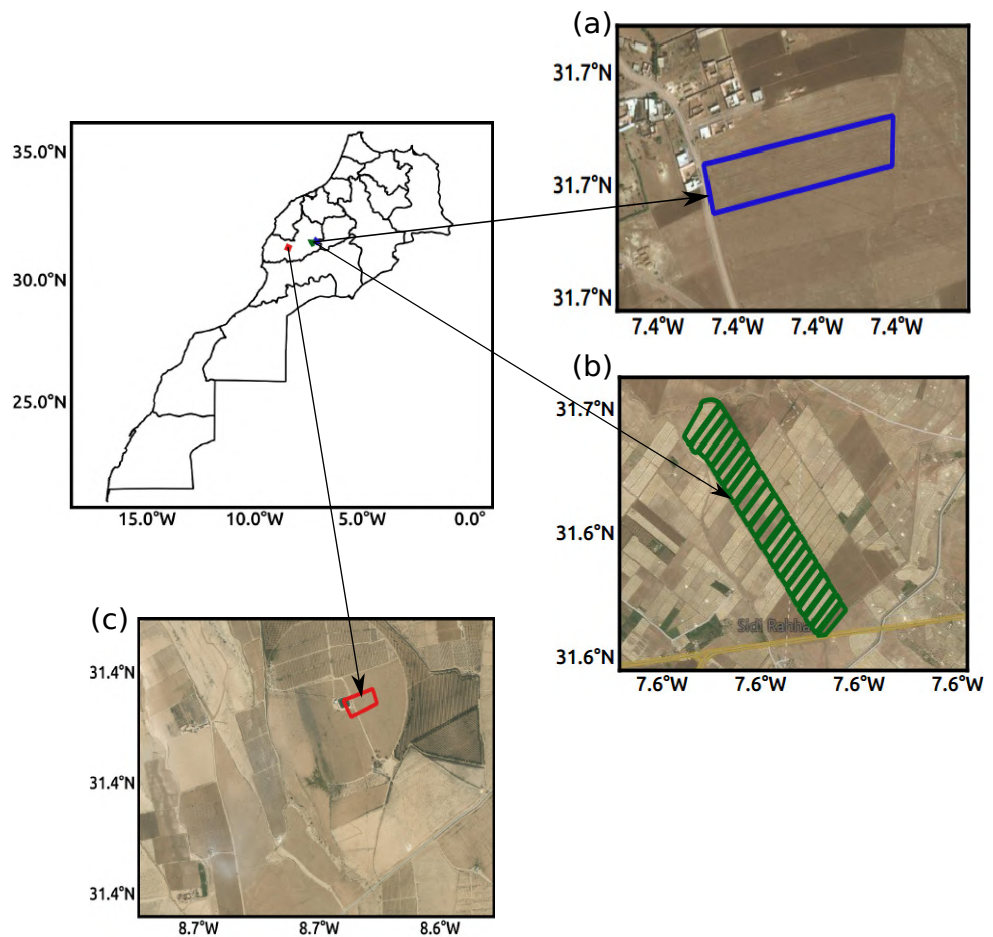 (a)
31.7°N
31.7°N
31.7°N
7.4°W 7.4°W 7.4°W 7.4°W
35.0°N
30.0°N
25.0°N
15.0°W 10.0°W 5.0°W 0.0°
(b)
31.7°N
31.6°N
31.6°N
Sidi Rahha
7.6°W 7.6°W 7.6°W 7.6°W
(c)
31.4°N
31.4°N
31.4°N
8.7°W 8.7°W 8.6°W